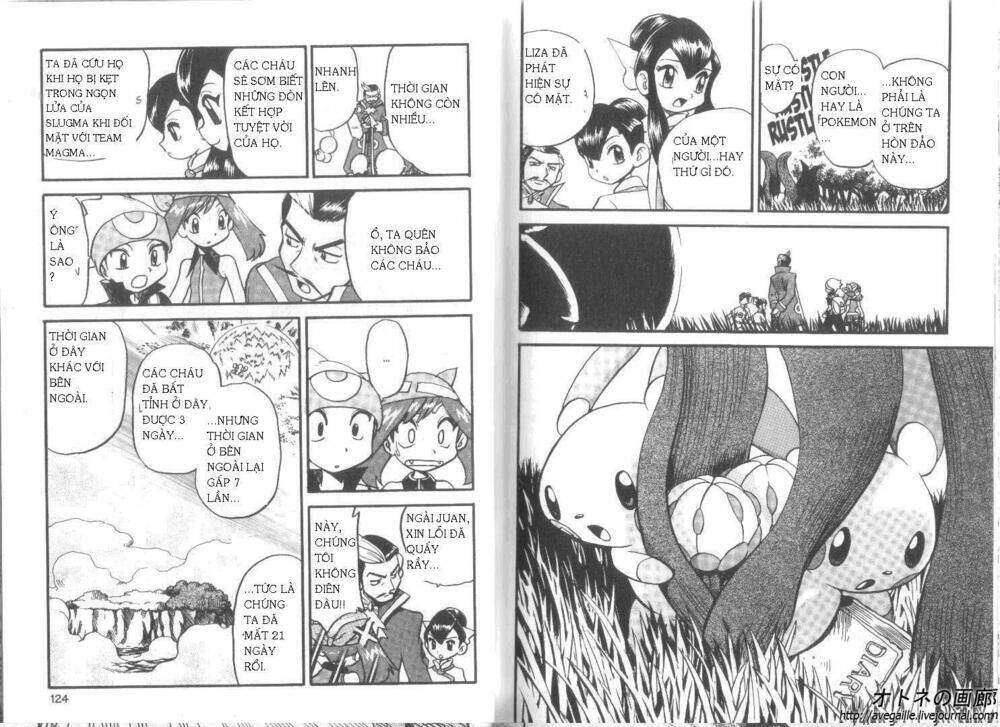 TA ĐÃ CỨU HỌ
KHI HỌ BỊ KẸT
TRONG NGỌN
LỬA CỦA
SLUGMA KHI ĐỐI
MẶT VỚI TEAM
MAGMA...
CÁC CHÁU
SẼ SỚM BIẾT
NHỮNG ĐÒN
KẾT HỢP
TUYỆT VỜI
CỦA HỌ.
NHANH
LÊN.
THỜI GIAN
KHÔNG CÒN
NHIỀU...
Ý
ÔNG
LÀ
SAO
?
Ồ, TA QUÊN
KHÔNG BẢO
CÁC CHÁU...
THỜI GIAN
Ở ĐÂY
KHÁC VỚI
BÊN
NGOÀI.
CÁC CHÁU
ĐÃ BẤT
TỈNH Ở ĐÂY
ĐƯỢC 3
NGÀY...
...NHƯNG
THỜI GIAN
Ở BÊN
NGOÀI LẠI
GẤP 7
LẦN...
...TỨC LÀ
CHÚNG TA
ĐÃ
MẤT 21
NGÀY
RỒI.
...
NÀY,
CHÚNG
TÔI
KHÔNG
ĐIÊN
ĐÂU!!
NGÀI JUAN,
XIN LỖI ĐÃ
QUẤY
RẦY...
124
LIZA ĐÃ
PHÁT
HIỆN SỰ
CÓ MẶT.
CỦA MỘT
NGƯỜI...HAY
THỨ GÌ ĐÓ.
SỰ CÓ
MẶT?
CON
NGƯỜI...
HAY LÀ
POKEMON
...KHÔNG
PHẢI LÀ
CHÚNG TA
Ở TRÊN
HÒN ĐẢO
NÀY...
RUSTLE
DIARY
オトネの画廊
http://avegaille.livejournal.com